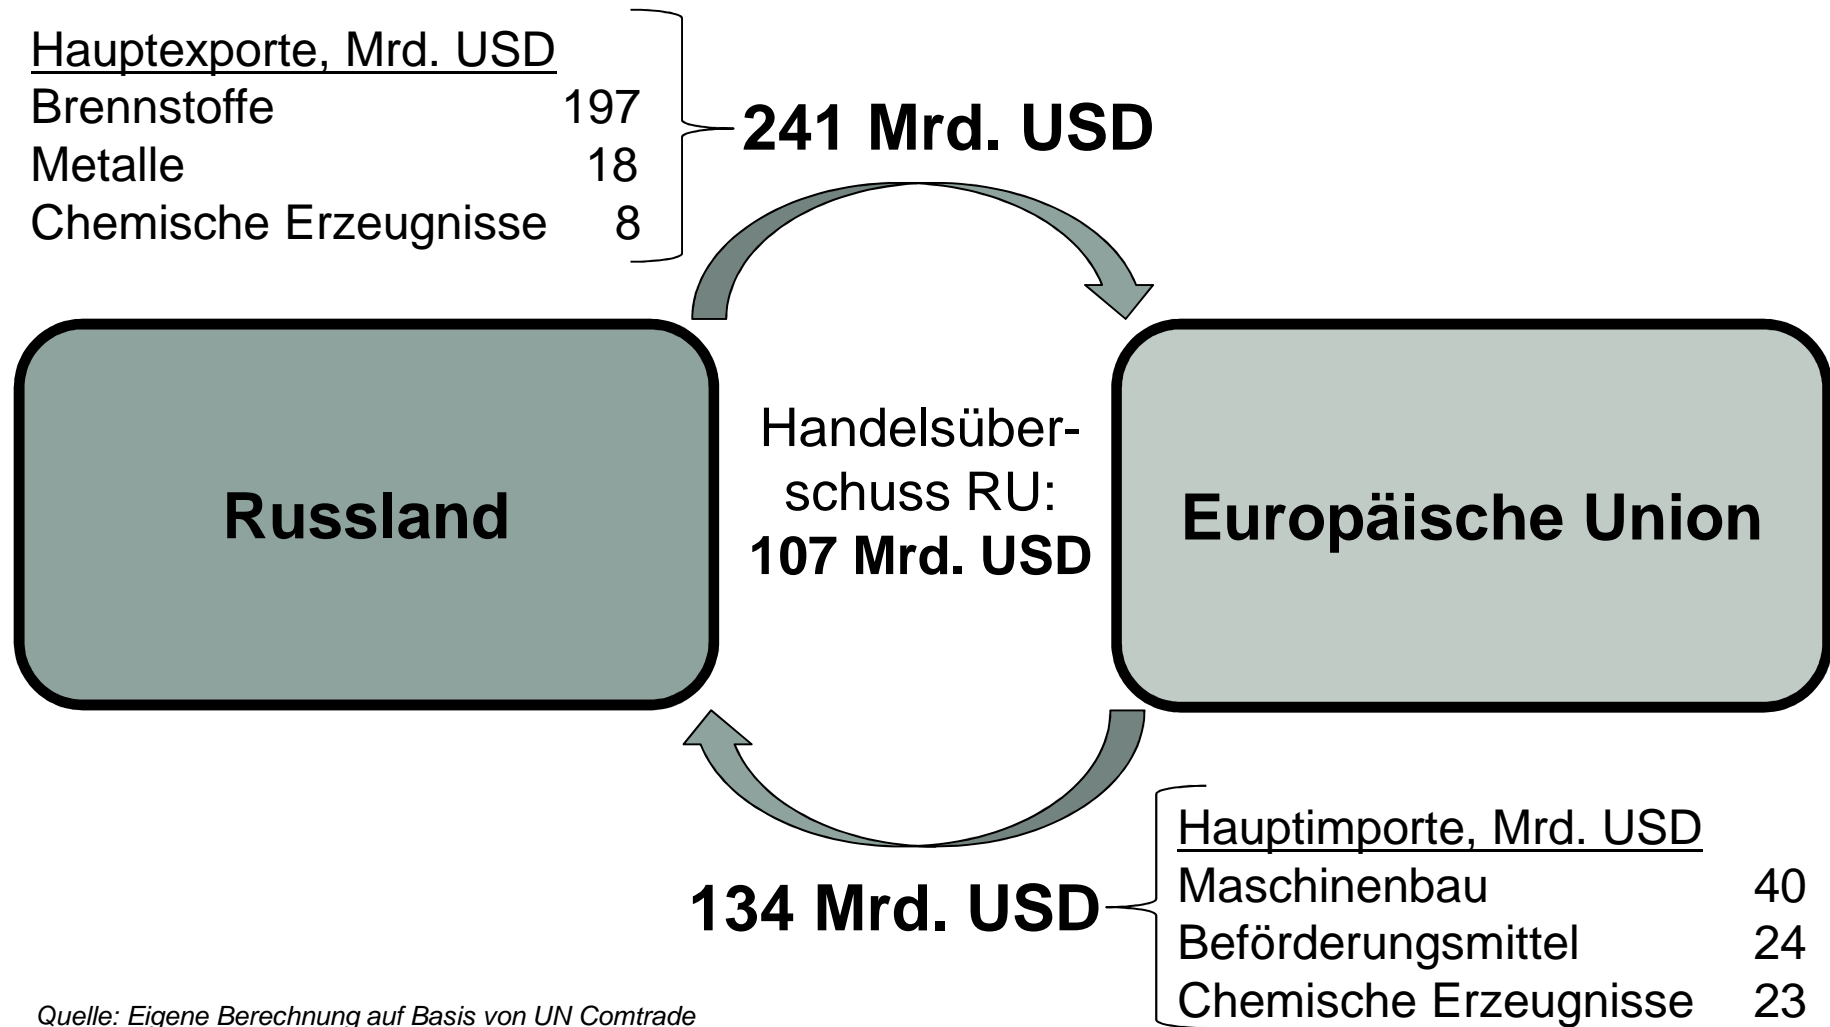 Hauptexporte, Mrd. USD
Brennstoffe 197
Metalle 18
Chemische Erzeugnisse 8
241 Mrd. USD
Russland
Handelsüber-
schuss RU:
107 Mrd. USD
Europäische Union
134 Mrd. USD
Hauptimporte, Mrd. USD
Maschinenbau 40
Beförderungsmittel 24
Chemische Erzeugnisse 23
Quelle: Eigene Berechnung auf Basis von UN Comtrade